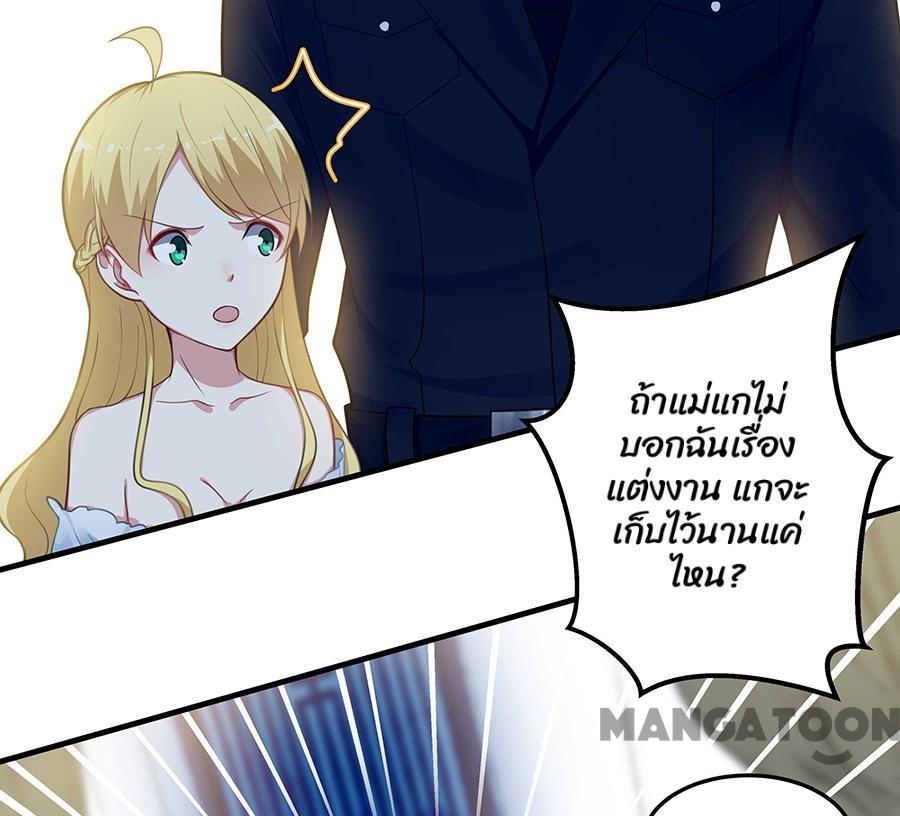 ถ้าแม่แกไม่
บอกฉันเรื่อง
แต่งงาน แกจะ
เก็บไว้นานแค่
ไหน?
MANGATOON